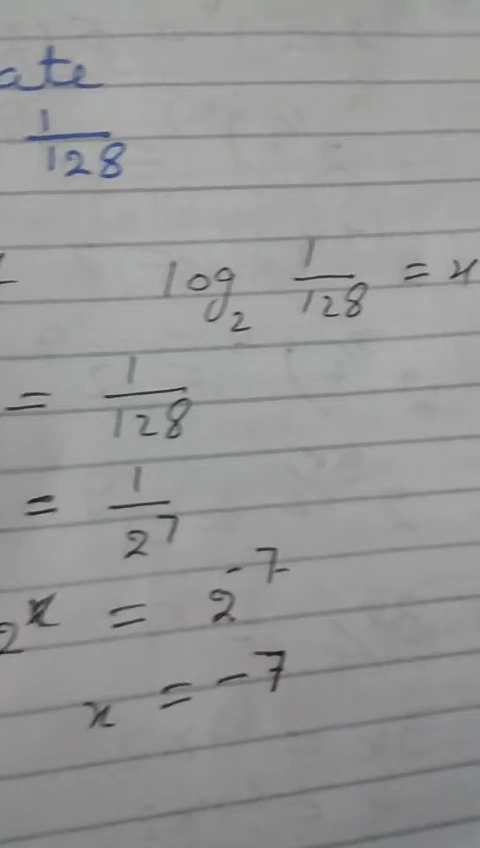 ate
1/128
log₂ 1/128 = x
= 1/128
= 1/2⁷
2ˣ = 2⁻⁷
x = -7